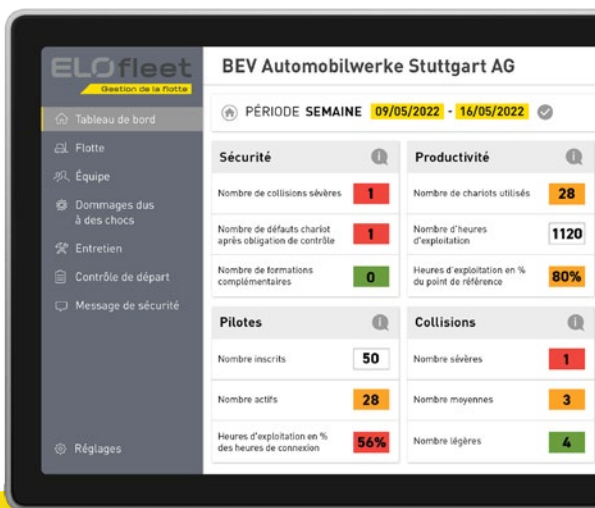 ELOfleet
Gestion de la flotte
Tableau de bord
Flotte
Équipe
Dommages dus
à des chocs
Entretien
Contrôle de départ
Message de sécurité
Réglages
BEV Automobilwerke Stuttgart AG
PÉRIODE SEMAINE 09/05/2022 - 16/05/2022
Sécurité i
Nombre de collisions sévères 1
Nombre de défauts chariot
après obligation de contrôle 1
Nombre de formations
complémentaires 0
Productivité i
Nombre de chariots utilisés 28
Nombre d'heures
d'exploitation 1120
Heures d'exploitation en %
du point de référence 80%
Pilotes i
Nombre inscrits 50
Nombre actifs 28
Heures d'exploitation en %
des heures de connexion 56%
Collisions i
Nombre sévères 1
Nombre moyennes 3
Nombre légères 4